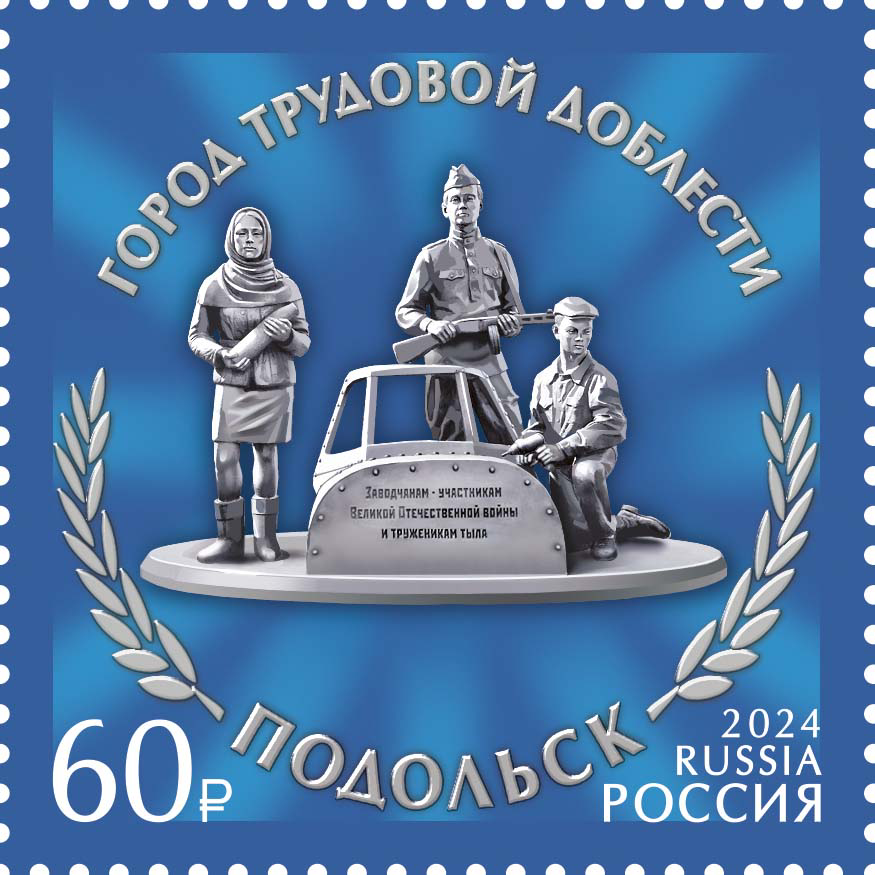 ГОРОД ТРУДОВОЙ ДОБЛЕСТИ
Заводчанам - участникам
Великой Отечественной войны
и труженикам тыла
ПОДОЛЬСК
60₽
2024
RUSSIA
РОССИЯ